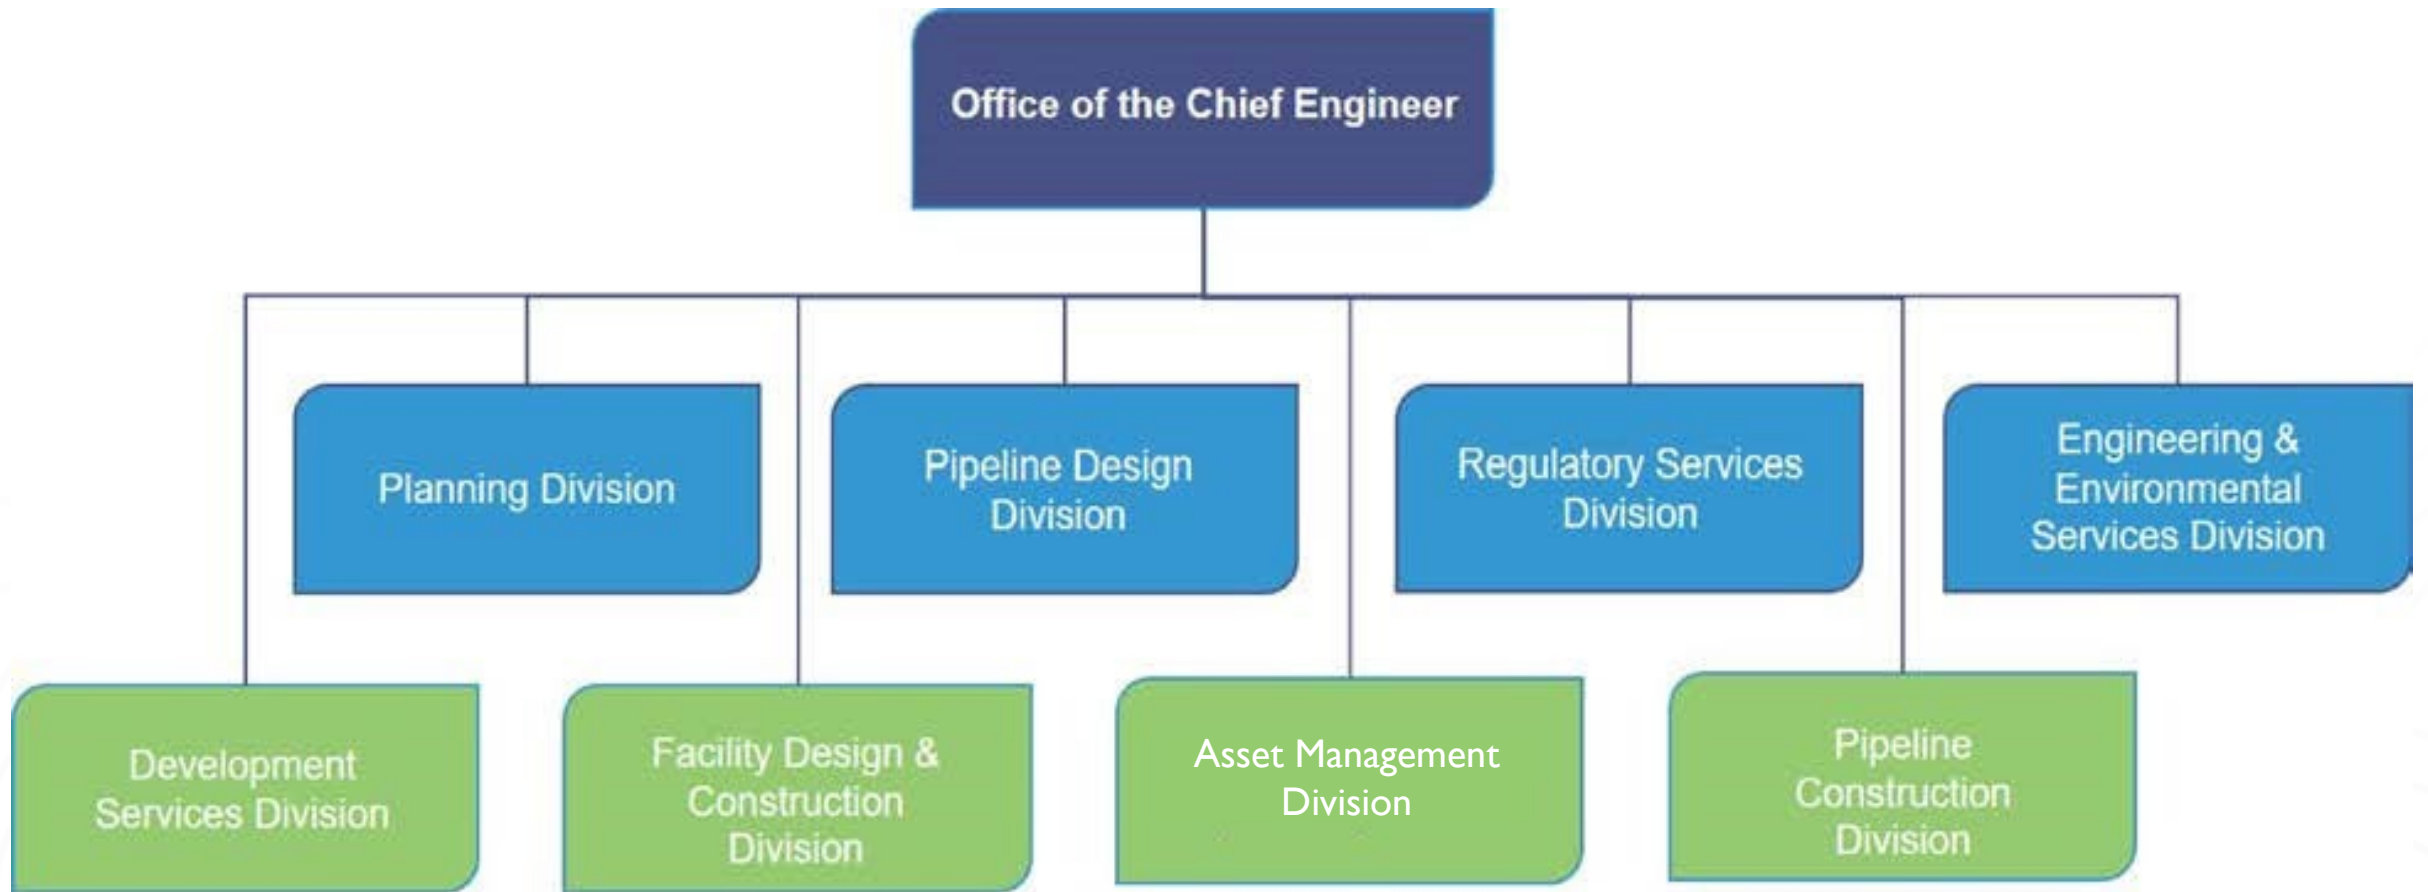 Office of the Chief Engineer
Planning Division
Pipeline Design
Division
Regulatory Services
Division
Engineering &
Environmental
Services Division
Development
Services Division
Facility Design &
Construction
Division
Asset Management
Division
Pipeline
Construction
Division